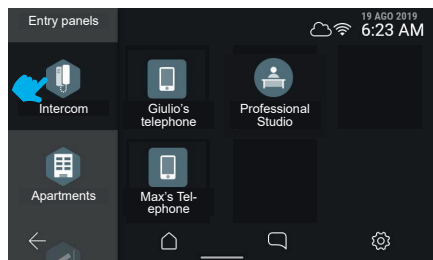 Entry panels
19 AGO 2019
6:23 AM
Intercom
Giulio's
telephone
Professional
Studio
Apartments
Max's Tel-
ephone